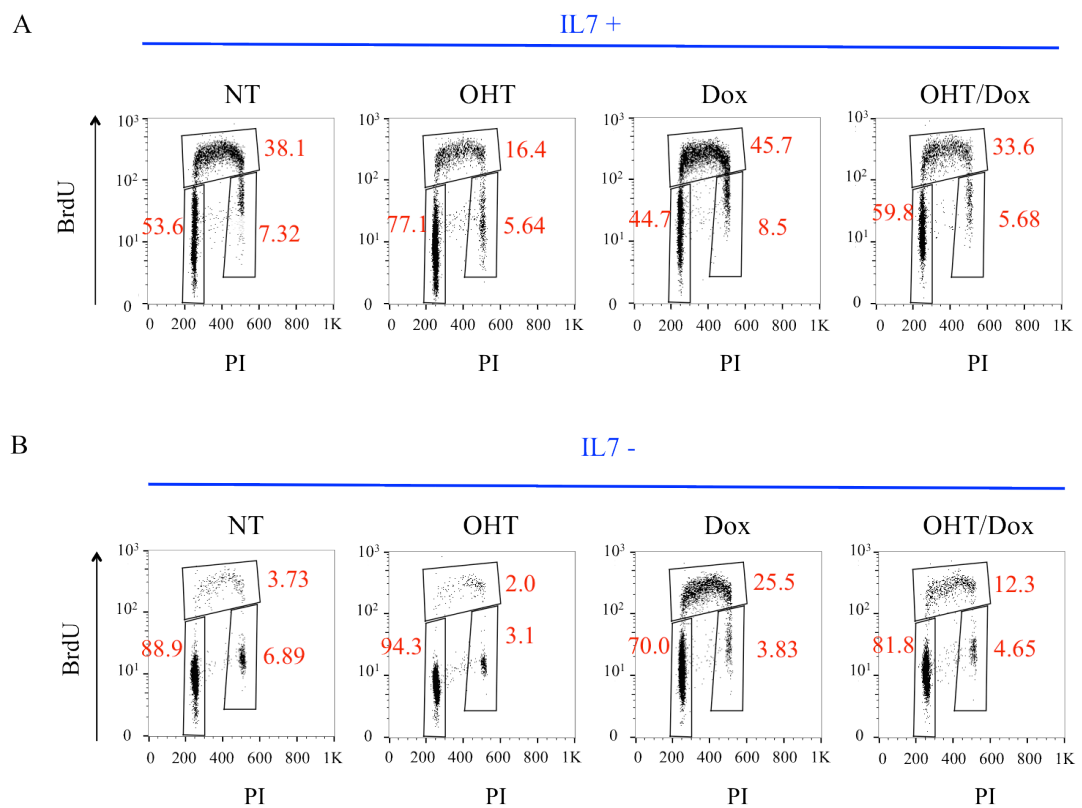 A
IL7 +
NT OHT Dox OHT/Dox
BrdU
10³ 10² 10¹ 0
38.1 53.6 7.32
0 200 400 600 800 1K
PI
10³ 10² 10¹ 0
16.4 77.1 5.64
0 200 400 600 800 1K
PI
10³ 10² 10¹ 0
45.7 44.7 8.5
0 200 400 600 800 1K
PI
10³ 10² 10¹ 0
33.6 59.8 5.68
0 200 400 600 800 1K
PI
B
IL7 -
NT OHT Dox OHT/Dox
BrdU
10³ 10² 10¹ 0
3.73 88.9 6.89
0 200 400 600 800 1K
PI
10³ 10² 10¹ 0
2.0 94.3 3.1
0 200 400 600 800 1K
PI
10³ 10² 10¹ 0
25.5 70.0 3.83
0 200 400 600 800 1K
PI
10³ 10² 10¹ 0
12.3 81.8 4.65
0 200 400 600 800 1K
PI